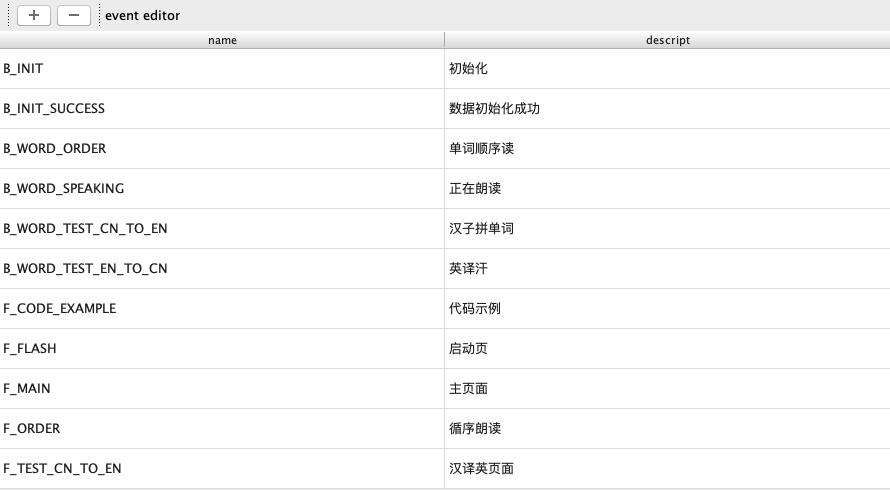 + − event editor
name descript
B_INIT 初始化
B_INIT_SUCCESS 数据初始化成功
B_WORD_ORDER 单词顺序读
B_WORD_SPEAKING 正在朗读
B_WORD_TEST_CN_TO_EN 汉子拼单词
B_WORD_TEST_EN_TO_CN 英译汗
F_CODE_EXAMPLE 代码示例
F_FLASH 启动页
F_MAIN 主页面
F_ORDER 循序朗读
F_TEST_CN_TO_EN 汉译英页面